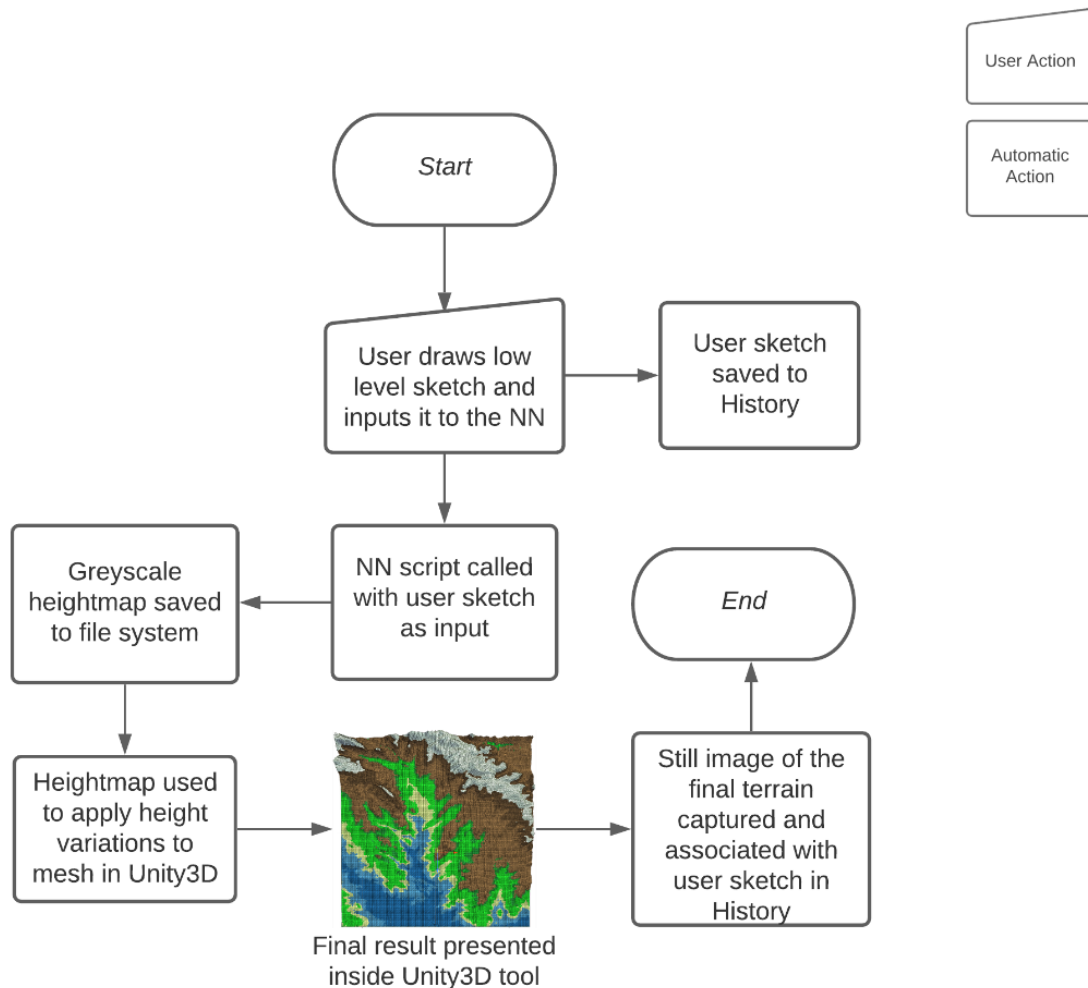 User Action
Automatic
Action
Start
User draws low
level sketch and
inputs it to the NN
User sketch
saved to
History
NN script called
with user sketch
as input
Greyscale
heightmap saved
to file system
Heightmap used
to apply height
variations to
mesh in Unity3D
Final result presented
inside Unity3D tool
Still image of the
final terrain
captured and
associated with
user sketch in
History
End